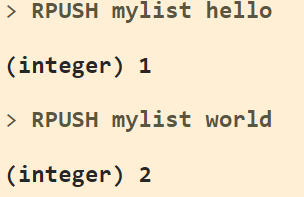 > RPUSH mylist hello
(integer) 1
> RPUSH mylist world
(integer) 2